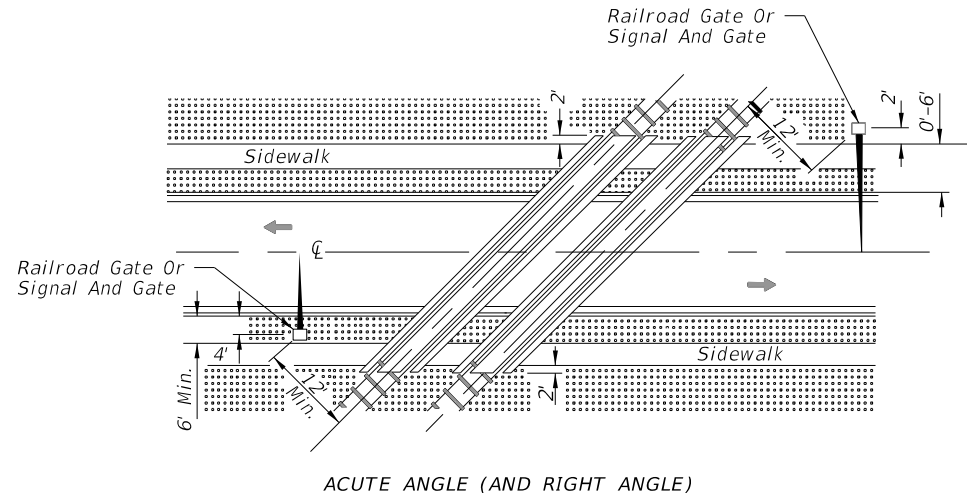 Railroad Gate Or
Signal And Gate
2'
2'
0'-6'
12'
Min.
Sidewalk
℄
Railroad Gate Or
Signal And Gate
Sidewalk
4'
6' Min.
12'
Min.
2'
ACUTE ANGLE (AND RIGHT ANGLE)